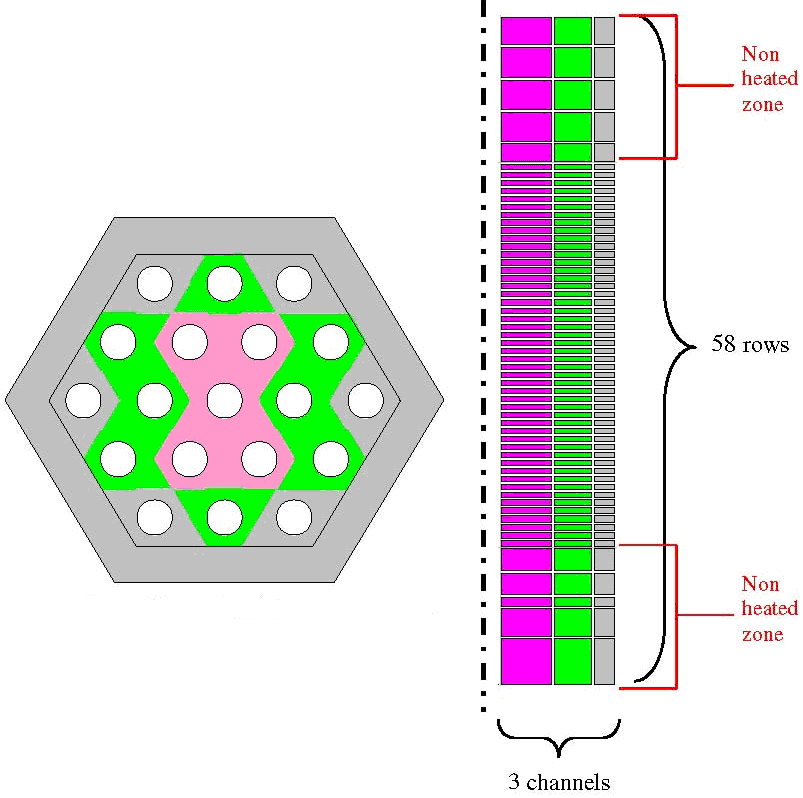 Non
heated
zone
58 rows
Non
heated
zone
3 channels